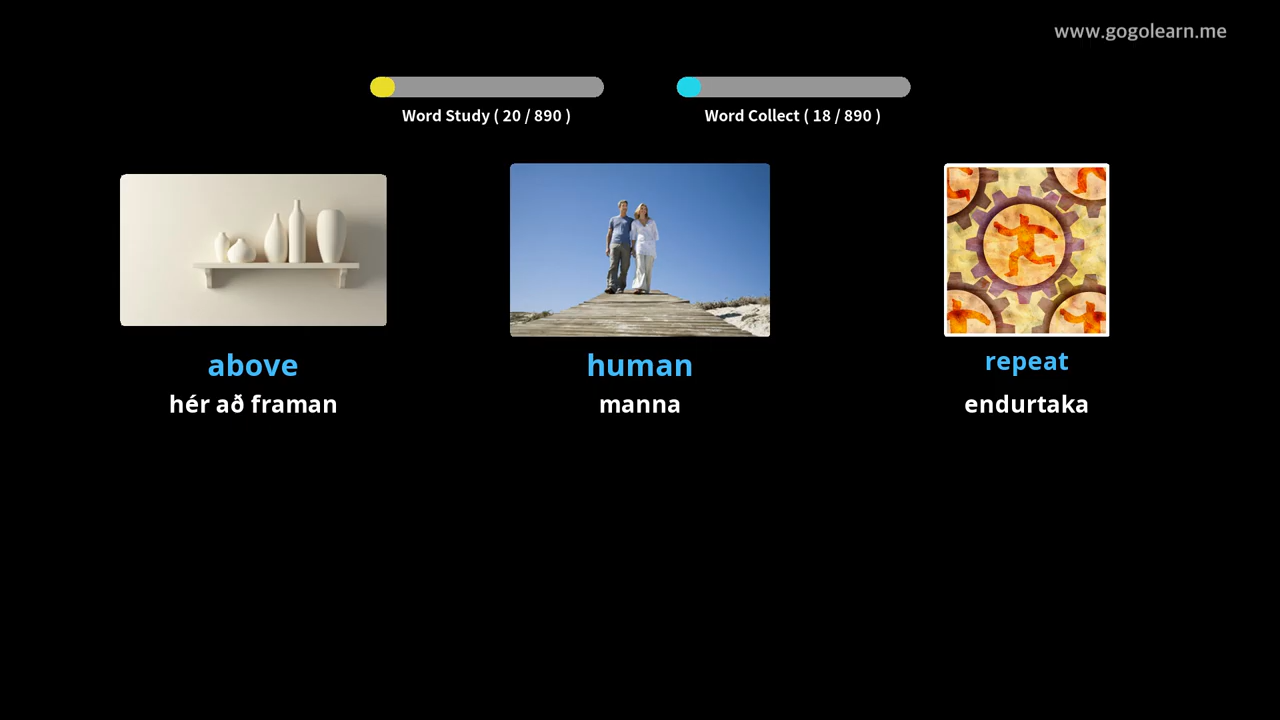 www.gogolearn.me
Word Study ( 20 / 890 )
Word Collect ( 18 / 890 )
above
hér að framan
human
manna
repeat
endurtaka